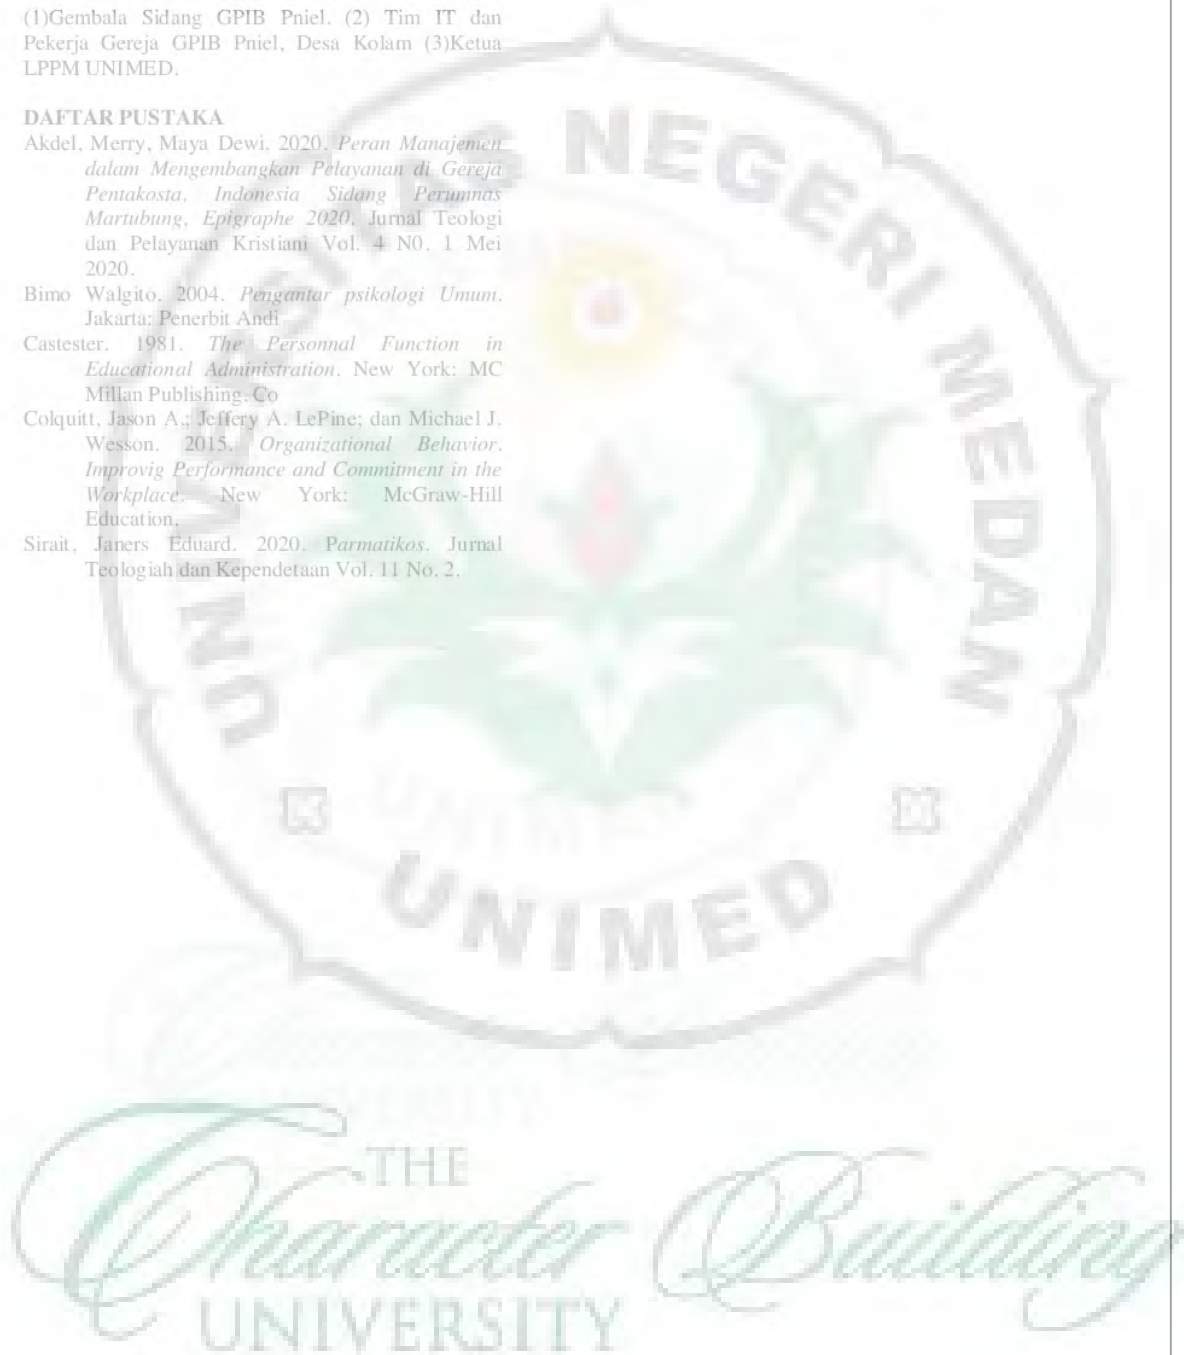 (1)Gembala Sidang GPIB Pniel. (2) Tim IT dan
Pekerja Gereja GPIB Pniel, Desa Kolam (3)Ketua
LPPM UNIMED.
DAFTAR PUSTAKA
Akdel, Merry, Maya Dewi. 2020. Peran Manajemen
dalam Mengembangkan Pelayanan di Gereja
Pentakosta, Indonesia Sidang Perumnas
Martubung, Epigraphe 2020. Jurnal Teologi
dan Pelayanan Kristiani Vol. 4 N0. 1 Mei
2020.
Bimo Walgito. 2004. Pengantar psikologi Umum.
Jakarta: Penerbit Andi
Castester. 1981. The Personnal Function in
Educational Administration. New York: MC
Millan Publishing. Co
Colquitt, Jason A.; Jeffery A. LePine; dan Michael J.
Wesson. 2015. Organizational Behavior.
Improvig Performance and Commitment in the
Workplace. New York: McGraw-Hill
Education.
Sirait, Janers Eduard. 2020. Parmatikos. Jurnal
Teologiah dan Kependetaan Vol. 11 No. 2.
UNIVERSITAS NEGERI MEDAN
UNIMED
UNIMED
THE
Character Building
UNIVERSITY